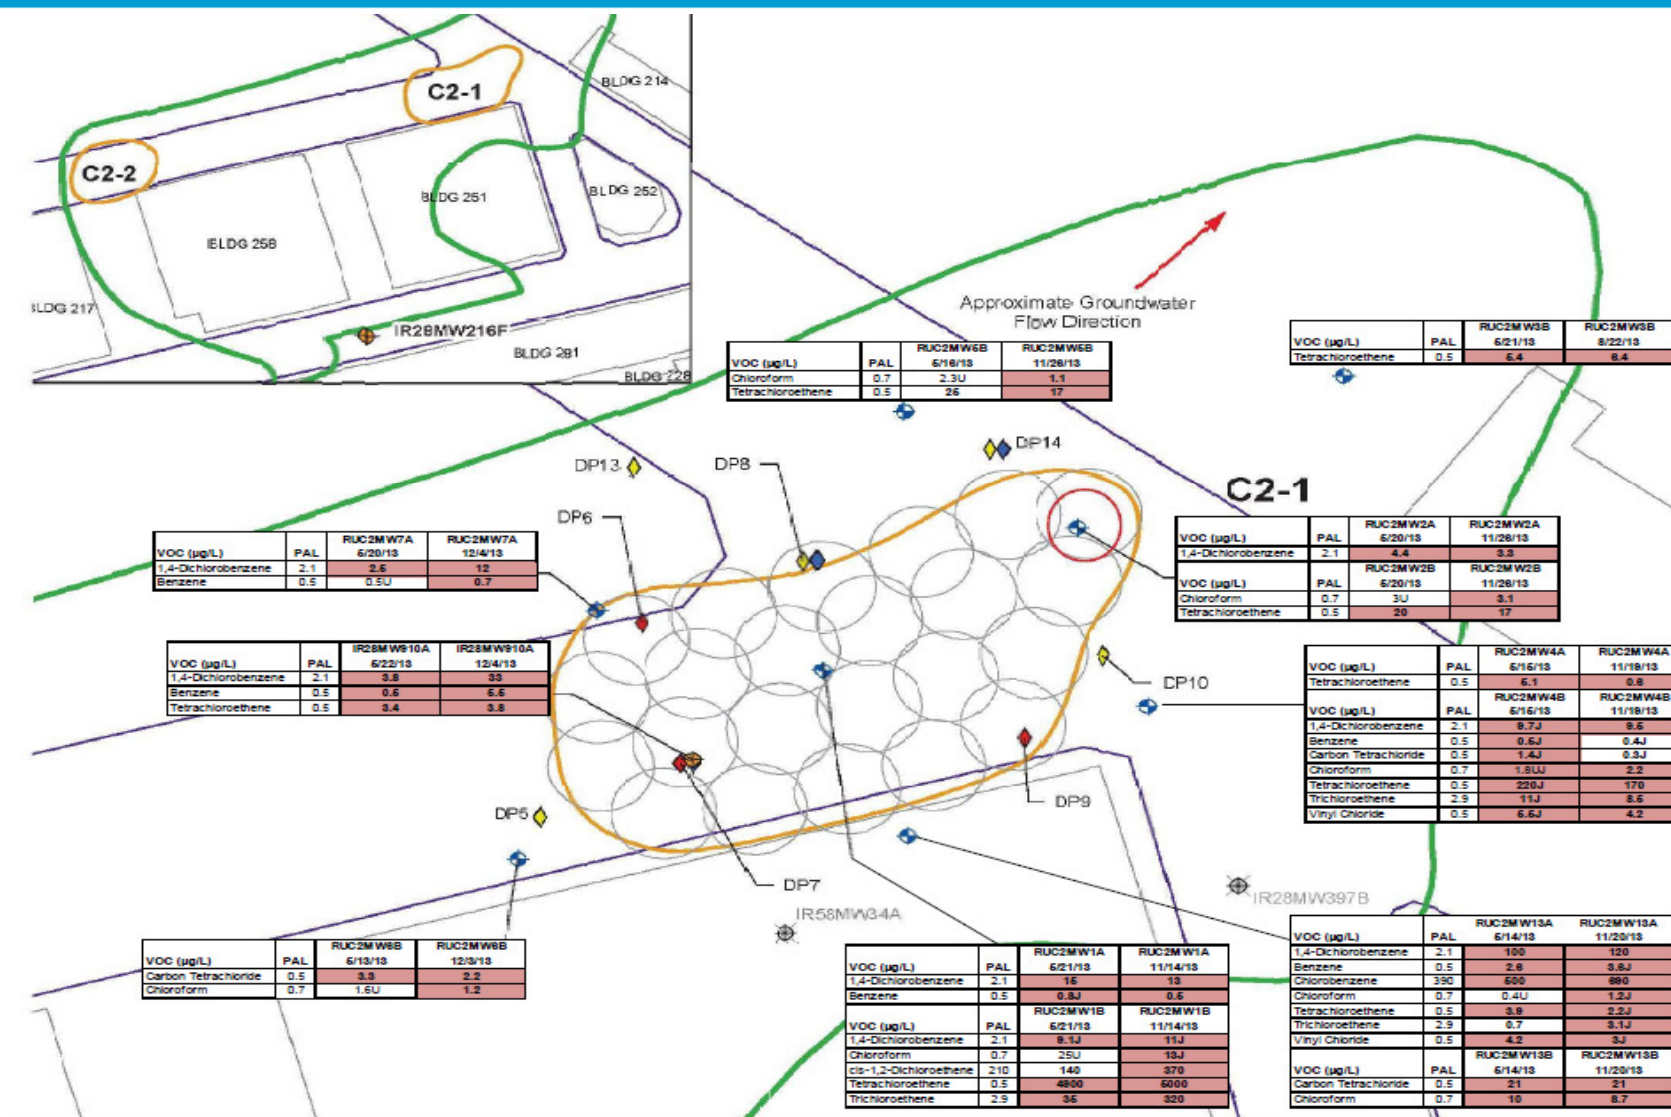 C2-1
BLDG 214
C2-2
BLDG 251
BLDG 252
BLDG 258
BLDG 217
IR28MW216F
BLDG 281
BLDG 228
Approximate Groundwater
Flow Direction
VOC (µg/L) PAL RUC2MW3B 5/21/13 RUC2MW3B 8/22/13
Tetrachloroethene 0.5 5.4 6.4
VOC (µg/L) PAL RUC2MW5B 5/16/13 RUC2MW5B 11/26/13
Chloroform 0.7 2.3U 1.1
Tetrachloroethene 0.5 25 17
DP13
DP8
DP14
C2-1
DP6
VOC (µg/L) PAL RUC2MW7A 5/20/13 RUC2MW7A 12/4/13
1,4-Dichlorobenzene 2.1 2.5 12
Benzene 0.5 0.5U 0.7
VOC (µg/L) PAL RUC2MW2A 5/20/13 RUC2MW2A 11/26/13
1,4-Dichlorobenzene 2.1 4.4 3.3
VOC (µg/L) PAL RUC2MW2B 5/20/13 RUC2MW2B 11/26/13
Chloroform 0.7 3U 3.1
Tetrachloroethene 0.5 20 17
VOC (µg/L) PAL IR28MW910A 5/22/13 IR28MW910A 12/4/13
1,4-Dichlorobenzene 2.1 3.8 33
Benzene 0.5 0.5 5.5
Tetrachloroethene 0.5 3.4 3.8
DP10
VOC (µg/L) PAL RUC2MW4A 5/15/13 RUC2MW4A 11/19/13
Tetrachloroethene 0.5 5.1 0.6
VOC (µg/L) PAL RUC2MW4B 5/15/13 RUC2MW4B 11/19/13
1,4-Dichlorobenzene 2.1 9.7J 9.5
Benzene 0.5 0.5J 0.4J
Carbon Tetrachloride 0.5 1.4J 0.3J
Chloroform 0.7 1.8UJ 2.2
Tetrachloroethene 0.5 220J 170
Trichloroethene 2.9 11J 8.5
Vinyl Chloride 0.5 5.5J 4.2
DP9
DP5
DP7
IR58MW34A
IR28MW397B
VOC (µg/L) PAL RUC2MW6B 5/13/13 RUC2MW6B 12/3/13
Carbon Tetrachloride 0.5 3.3 2.2
Chloroform 0.7 1.6U 1.2
VOC (µg/L) PAL RUC2MW1A 5/21/13 RUC2MW1A 11/14/13
1,4-Dichlorobenzene 2.1 15 13
Benzene 0.5 0.8J 0.5
VOC (µg/L) PAL RUC2MW1B 5/21/13 RUC2MW1B 11/14/13
1,4-Dichlorobenzene 2.1 9.1J 11J
Chloroform 0.7 25U 13J
cis-1,2-Dichloroethene 210 140 370
Tetrachloroethene 0.5 4800 5000
Trichloroethene 2.9 35 320
VOC (µg/L) PAL RUC2MW13A 5/14/13 RUC2MW13A 11/20/13
1,4-Dichlorobenzene 2.1 100 120
Benzene 0.5 2.6 3.6J
Chlorobenzene 390 500 690
Chloroform 0.7 0.4U 1.2J
Tetrachloroethene 0.5 3.9 2.2J
Trichloroethene 2.9 0.7 3.1J
Vinyl Chloride 0.5 4.2 3J
VOC (µg/L) PAL RUC2MW13B 5/14/13 RUC2MW13B 11/20/13
Carbon Tetrachloride 0.5 21 21
Chloroform 0.7 10 8.7